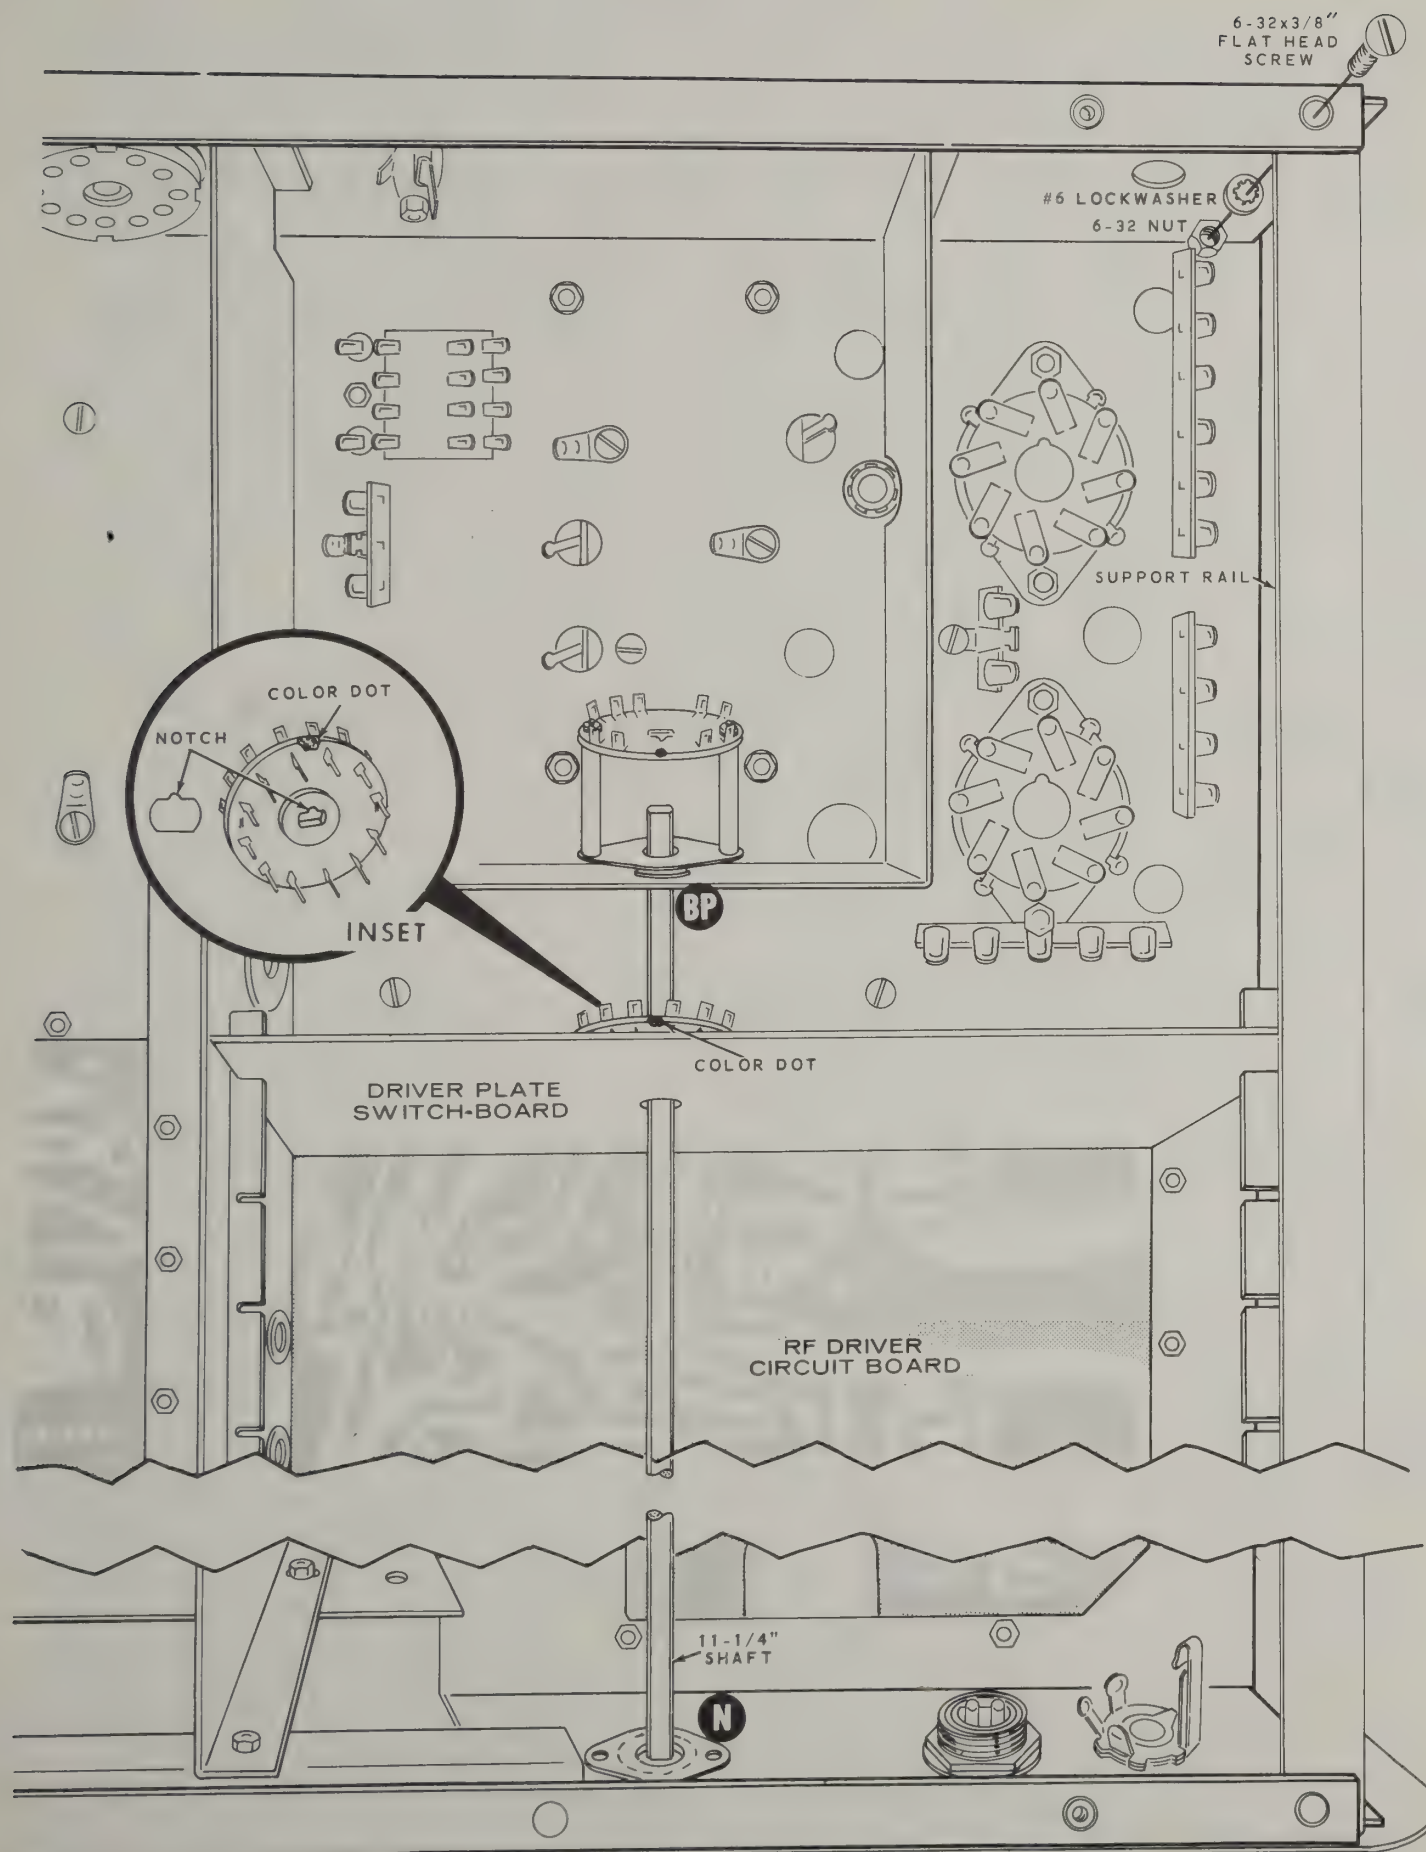 6-32x3/8"
FLAT HEAD
SCREW
#6 LOCKWASHER
6-32 NUT
SUPPORT RAIL
COLOR DOT
NOTCH
INSET
BP
COLOR DOT
DRIVER PLATE
SWITCH-BOARD
RF DRIVER
CIRCUIT BOARD
11-1/4"
SHAFT
N